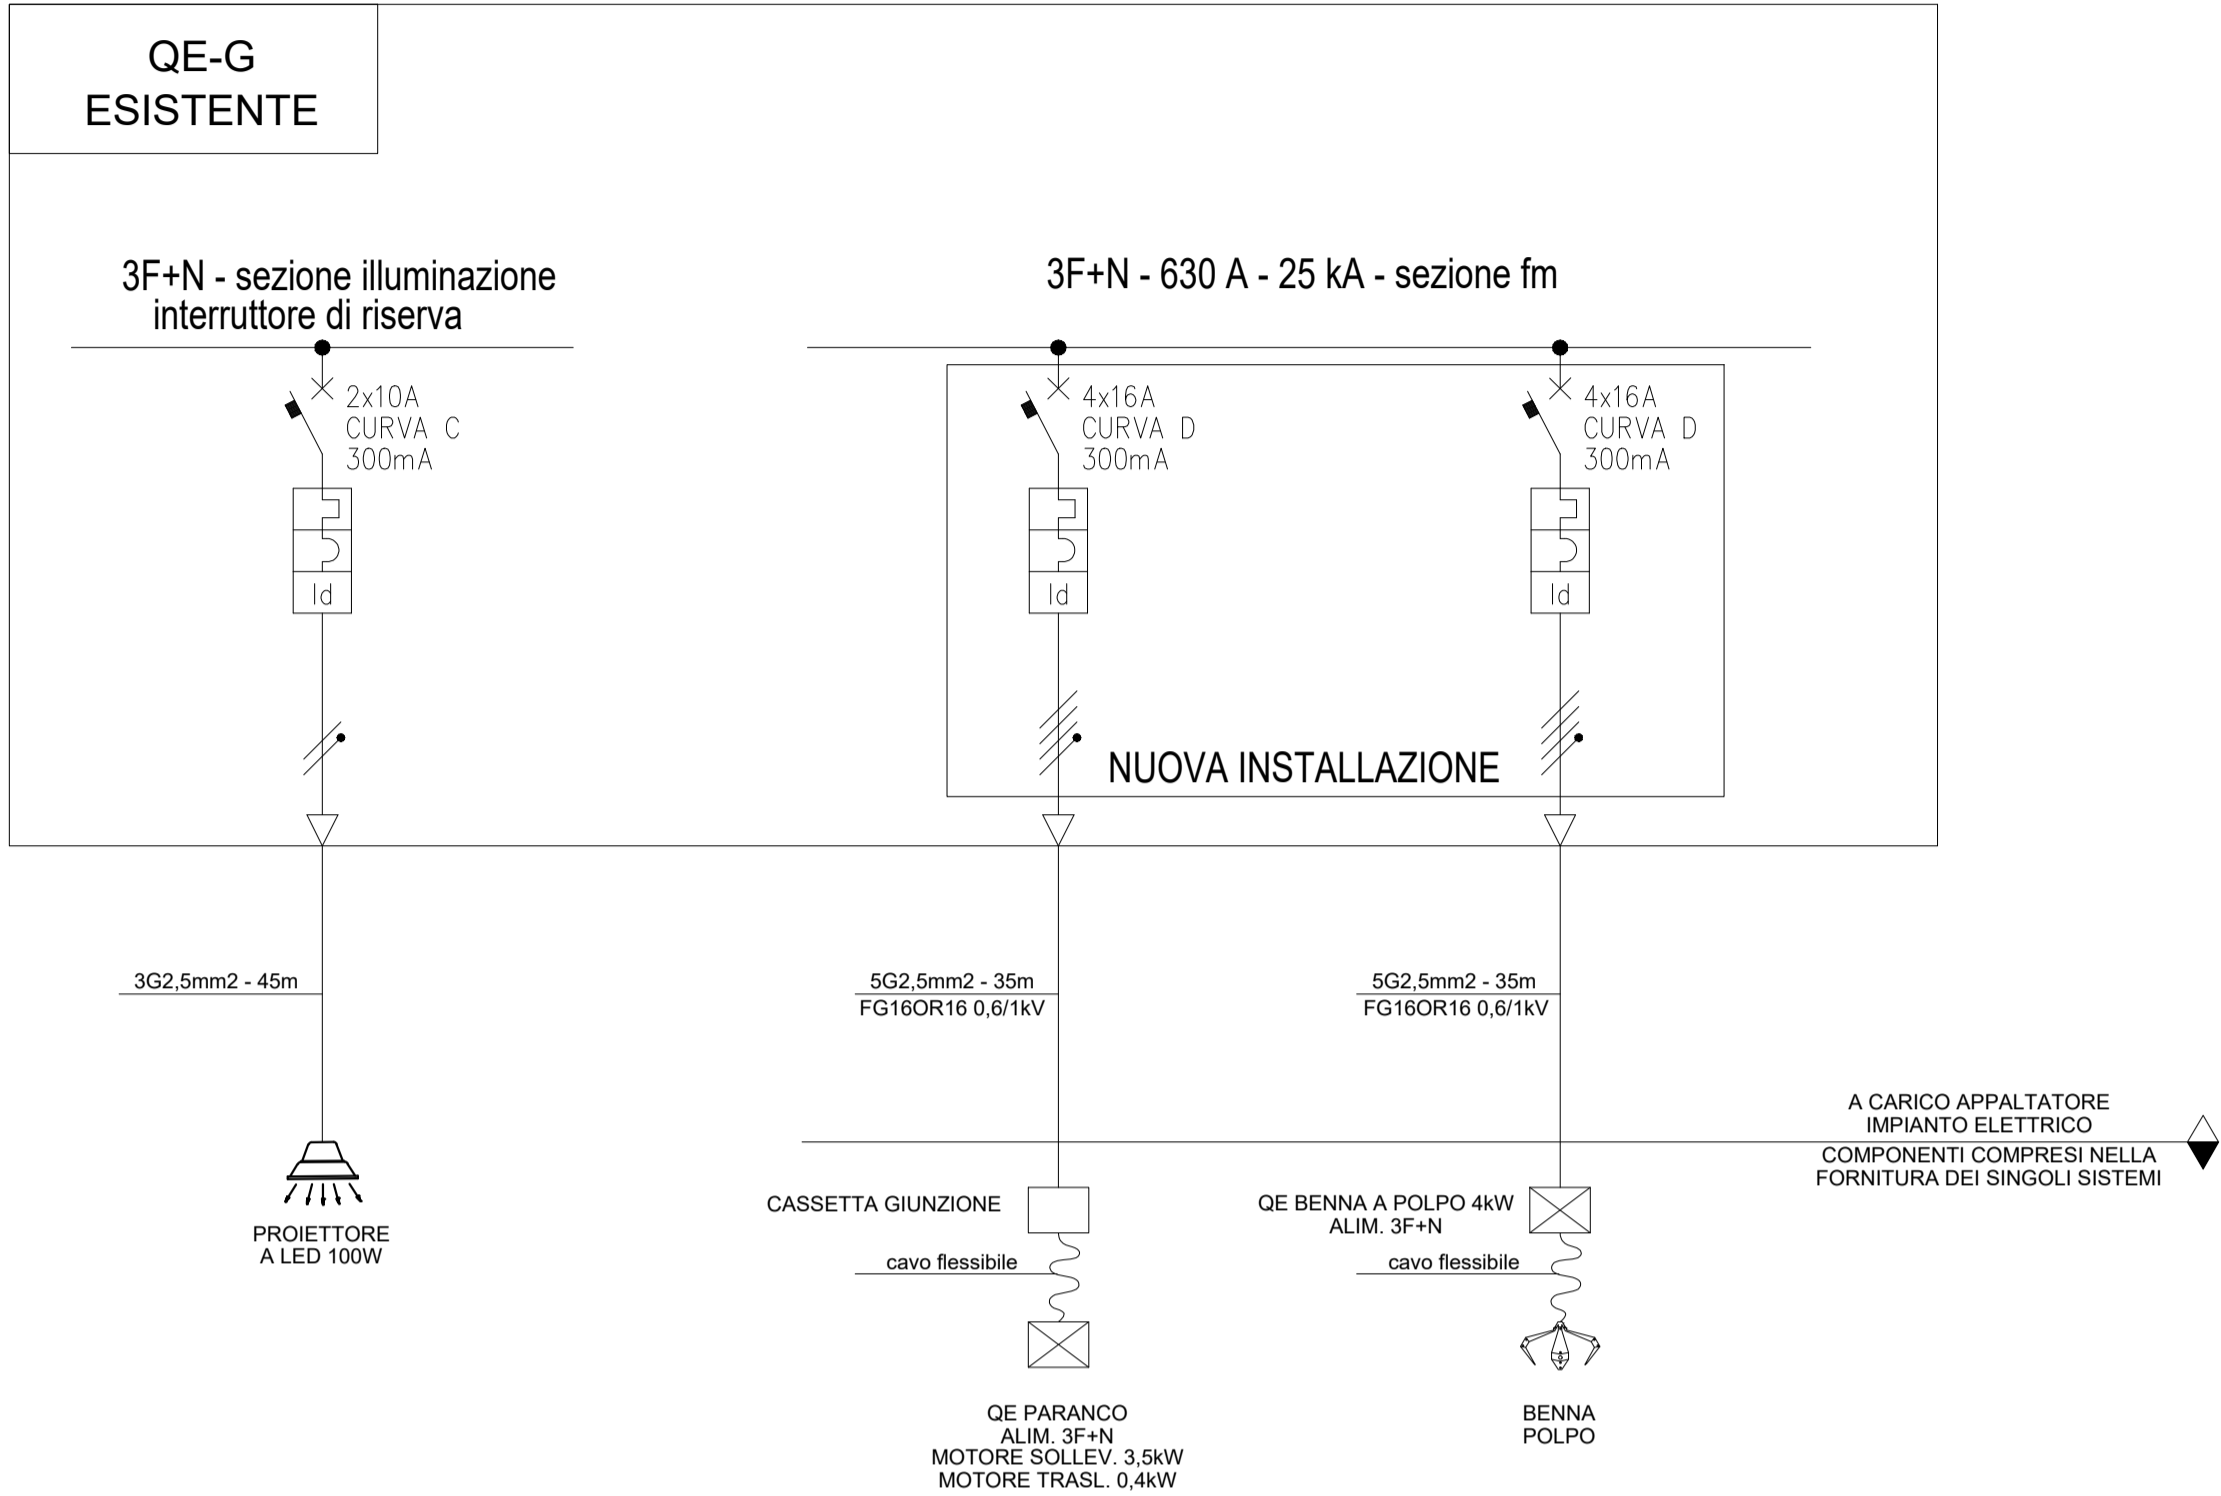 QE-G
ESISTENTE
3F+N - sezione illuminazione
interruttore di riserva
3F+N - 630 A - 25 kA - sezione fm
2x10A
CURVA C
300mA
Id
4x16A
CURVA D
300mA
Id
4x16A
CURVA D
300mA
Id
NUOVA INSTALLAZIONE
3G2,5mm2 - 45m
5G2,5mm2 - 35m
FG16OR16 0,6/1kV
5G2,5mm2 - 35m
FG16OR16 0,6/1kV
A CARICO APPALTATORE
IMPIANTO ELETTRICO
COMPONENTI COMPRESI NELLA
FORNITURA DEI SINGOLI SISTEMI
PROIETTORE
A LED 100W
CASSETTA GIUNZIONE
cavo flessibile
QE PARANCO
ALIM. 3F+N
MOTORE SOLLEV. 3,5kW
MOTORE TRASL. 0,4kW
QE BENNA A POLPO 4kW
ALIM. 3F+N
cavo flessibile
BENNA
POLPO